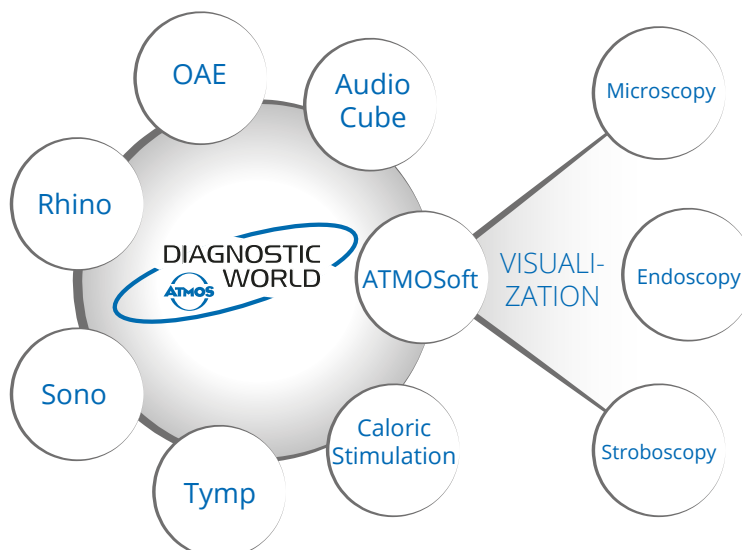 OAE
Audio
Cube
Microscopy
Rhino
DIAGNOSTIC
WORLD
ATMOS
ATMOSoft
VISUALI-
ZATION
Endoscopy
Sono
Caloric
Stimulation
Stroboscopy
Tymp